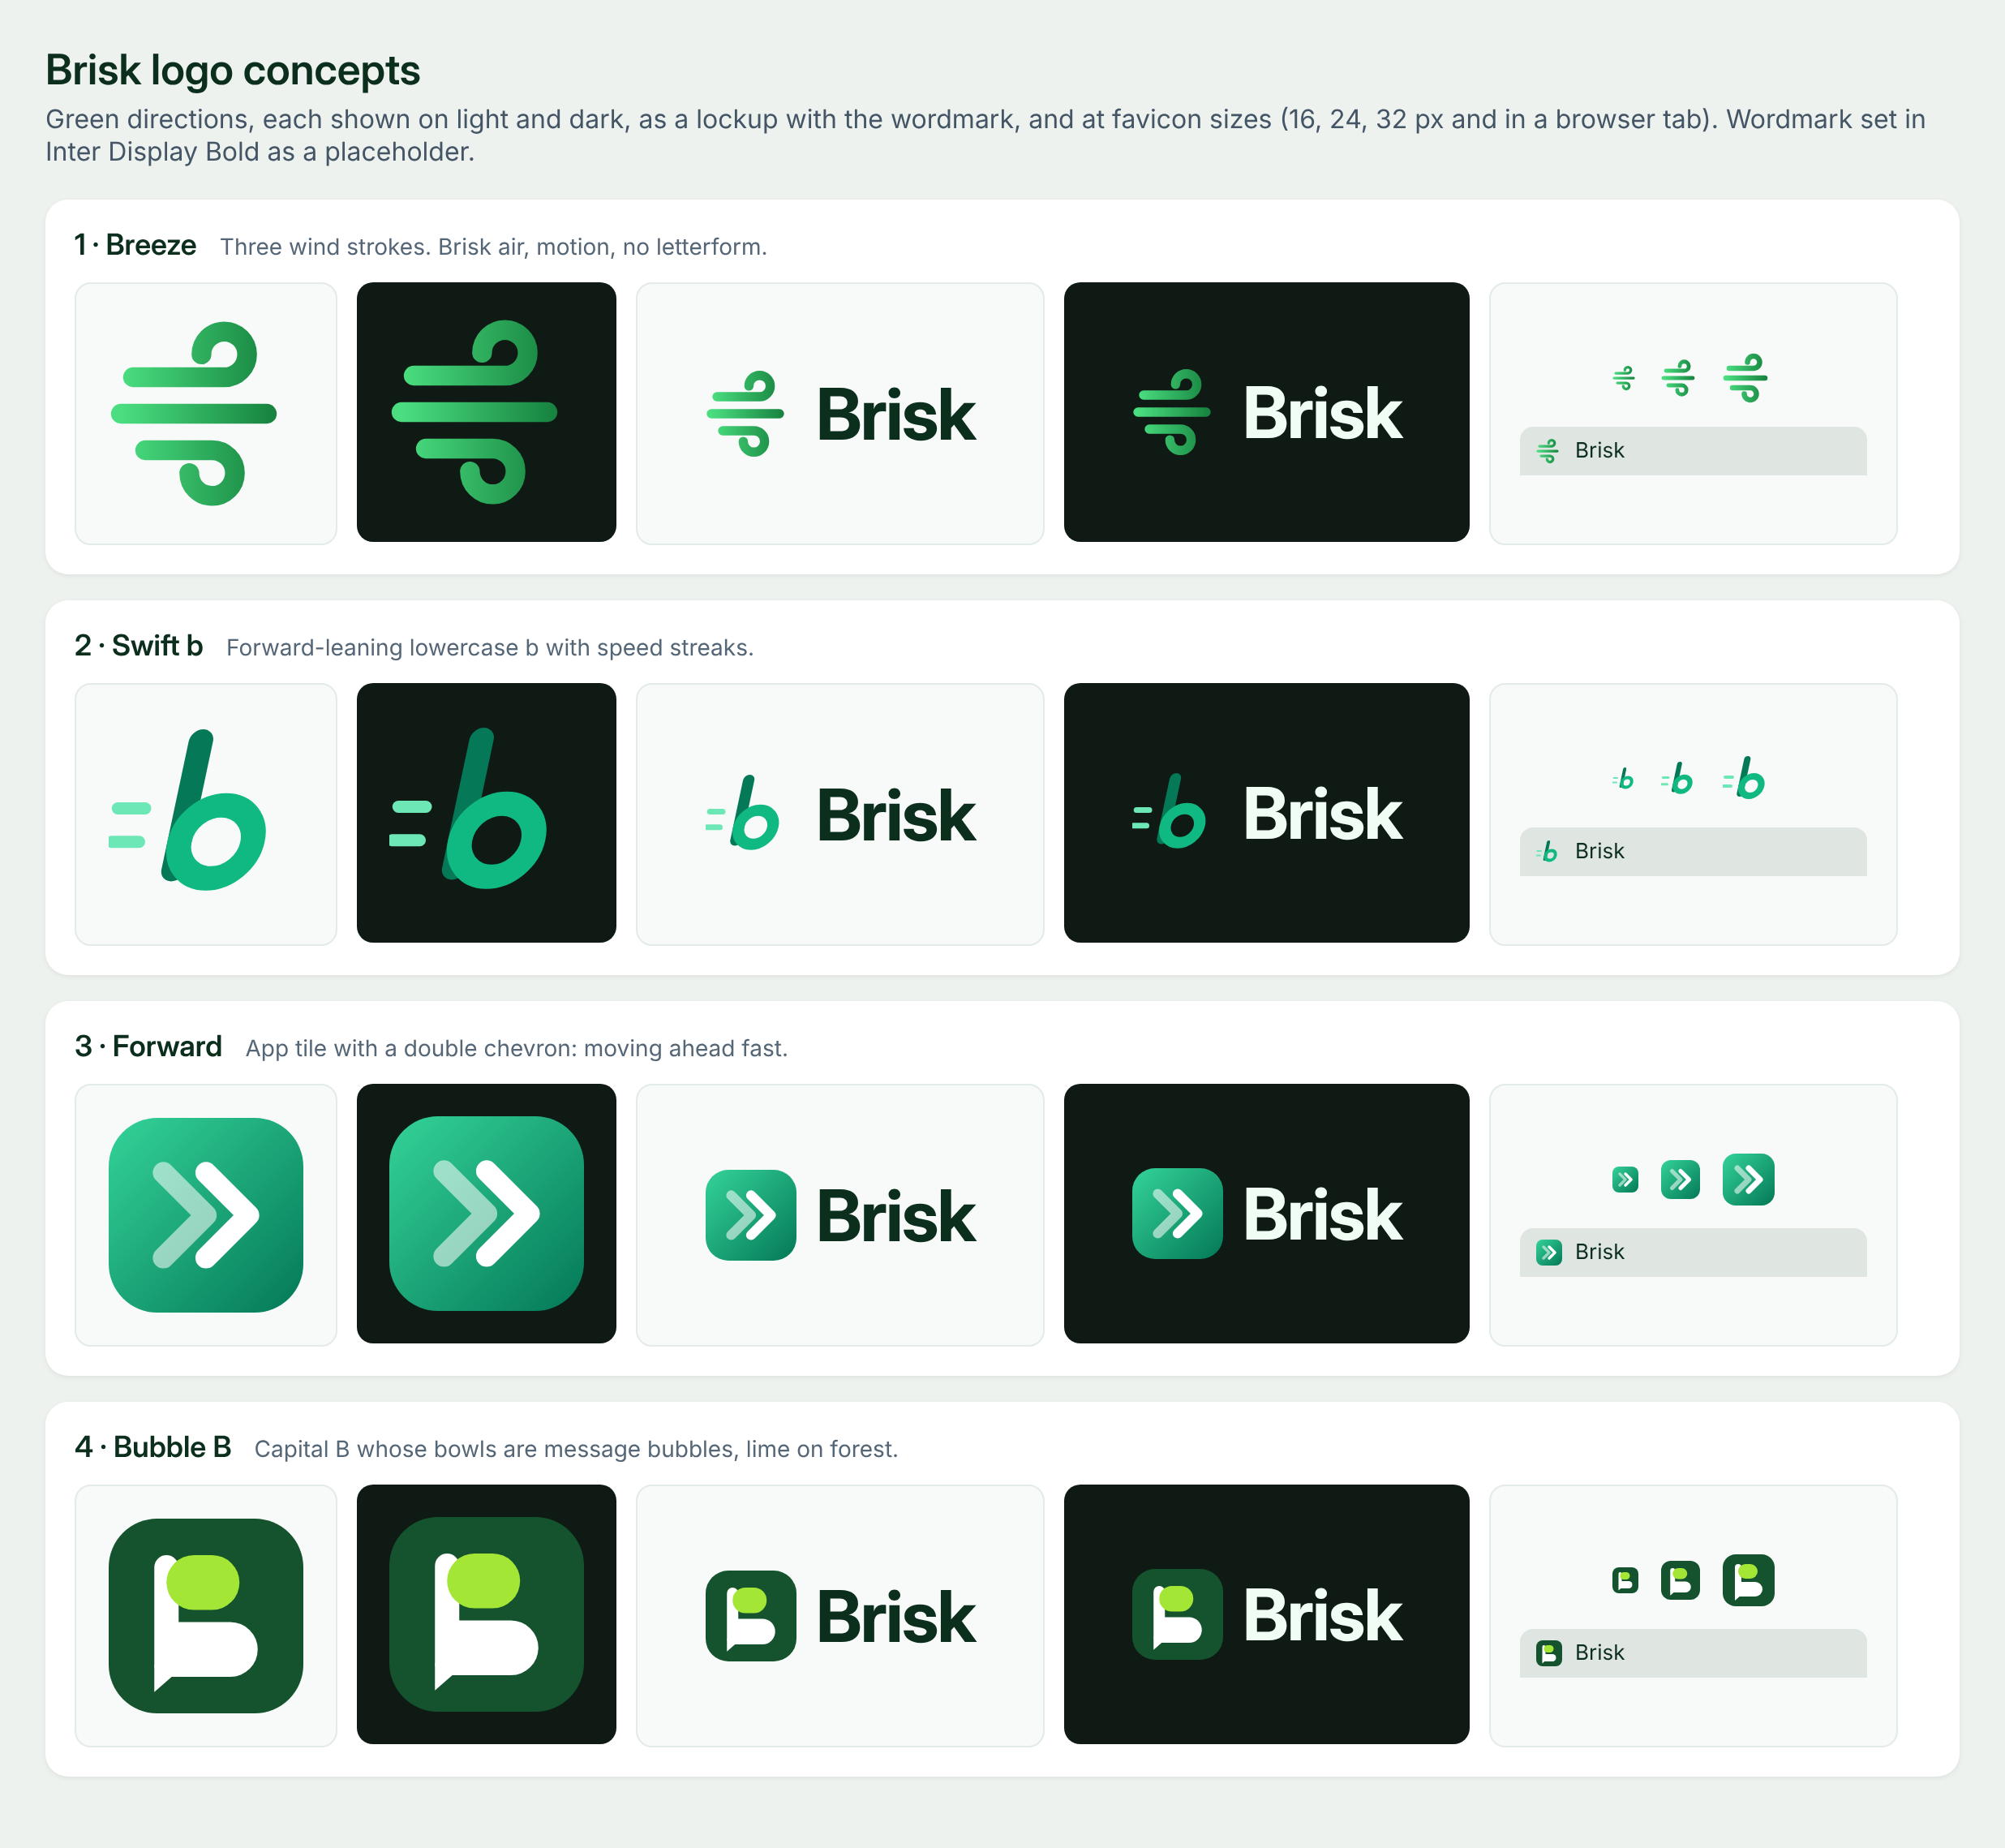 Brisk logo concepts
Green directions, each shown on light and dark, as a lockup with the wordmark, and at favicon sizes (16, 24, 32 px and in a browser tab). Wordmark set in
Inter Display Bold as a placeholder.
1 · Breeze Three wind strokes. Brisk air, motion, no letterform.
Brisk
Brisk
Brisk
2 · Swift b Forward-leaning lowercase b with speed streaks.
b
b
b Brisk
b Brisk
b b b
b Brisk
3 · Forward App tile with a double chevron: moving ahead fast.
Brisk
Brisk
Brisk
4 · Bubble B Capital B whose bowls are message bubbles, lime on forest.
B
B
B Brisk
B Brisk
B B B
B Brisk